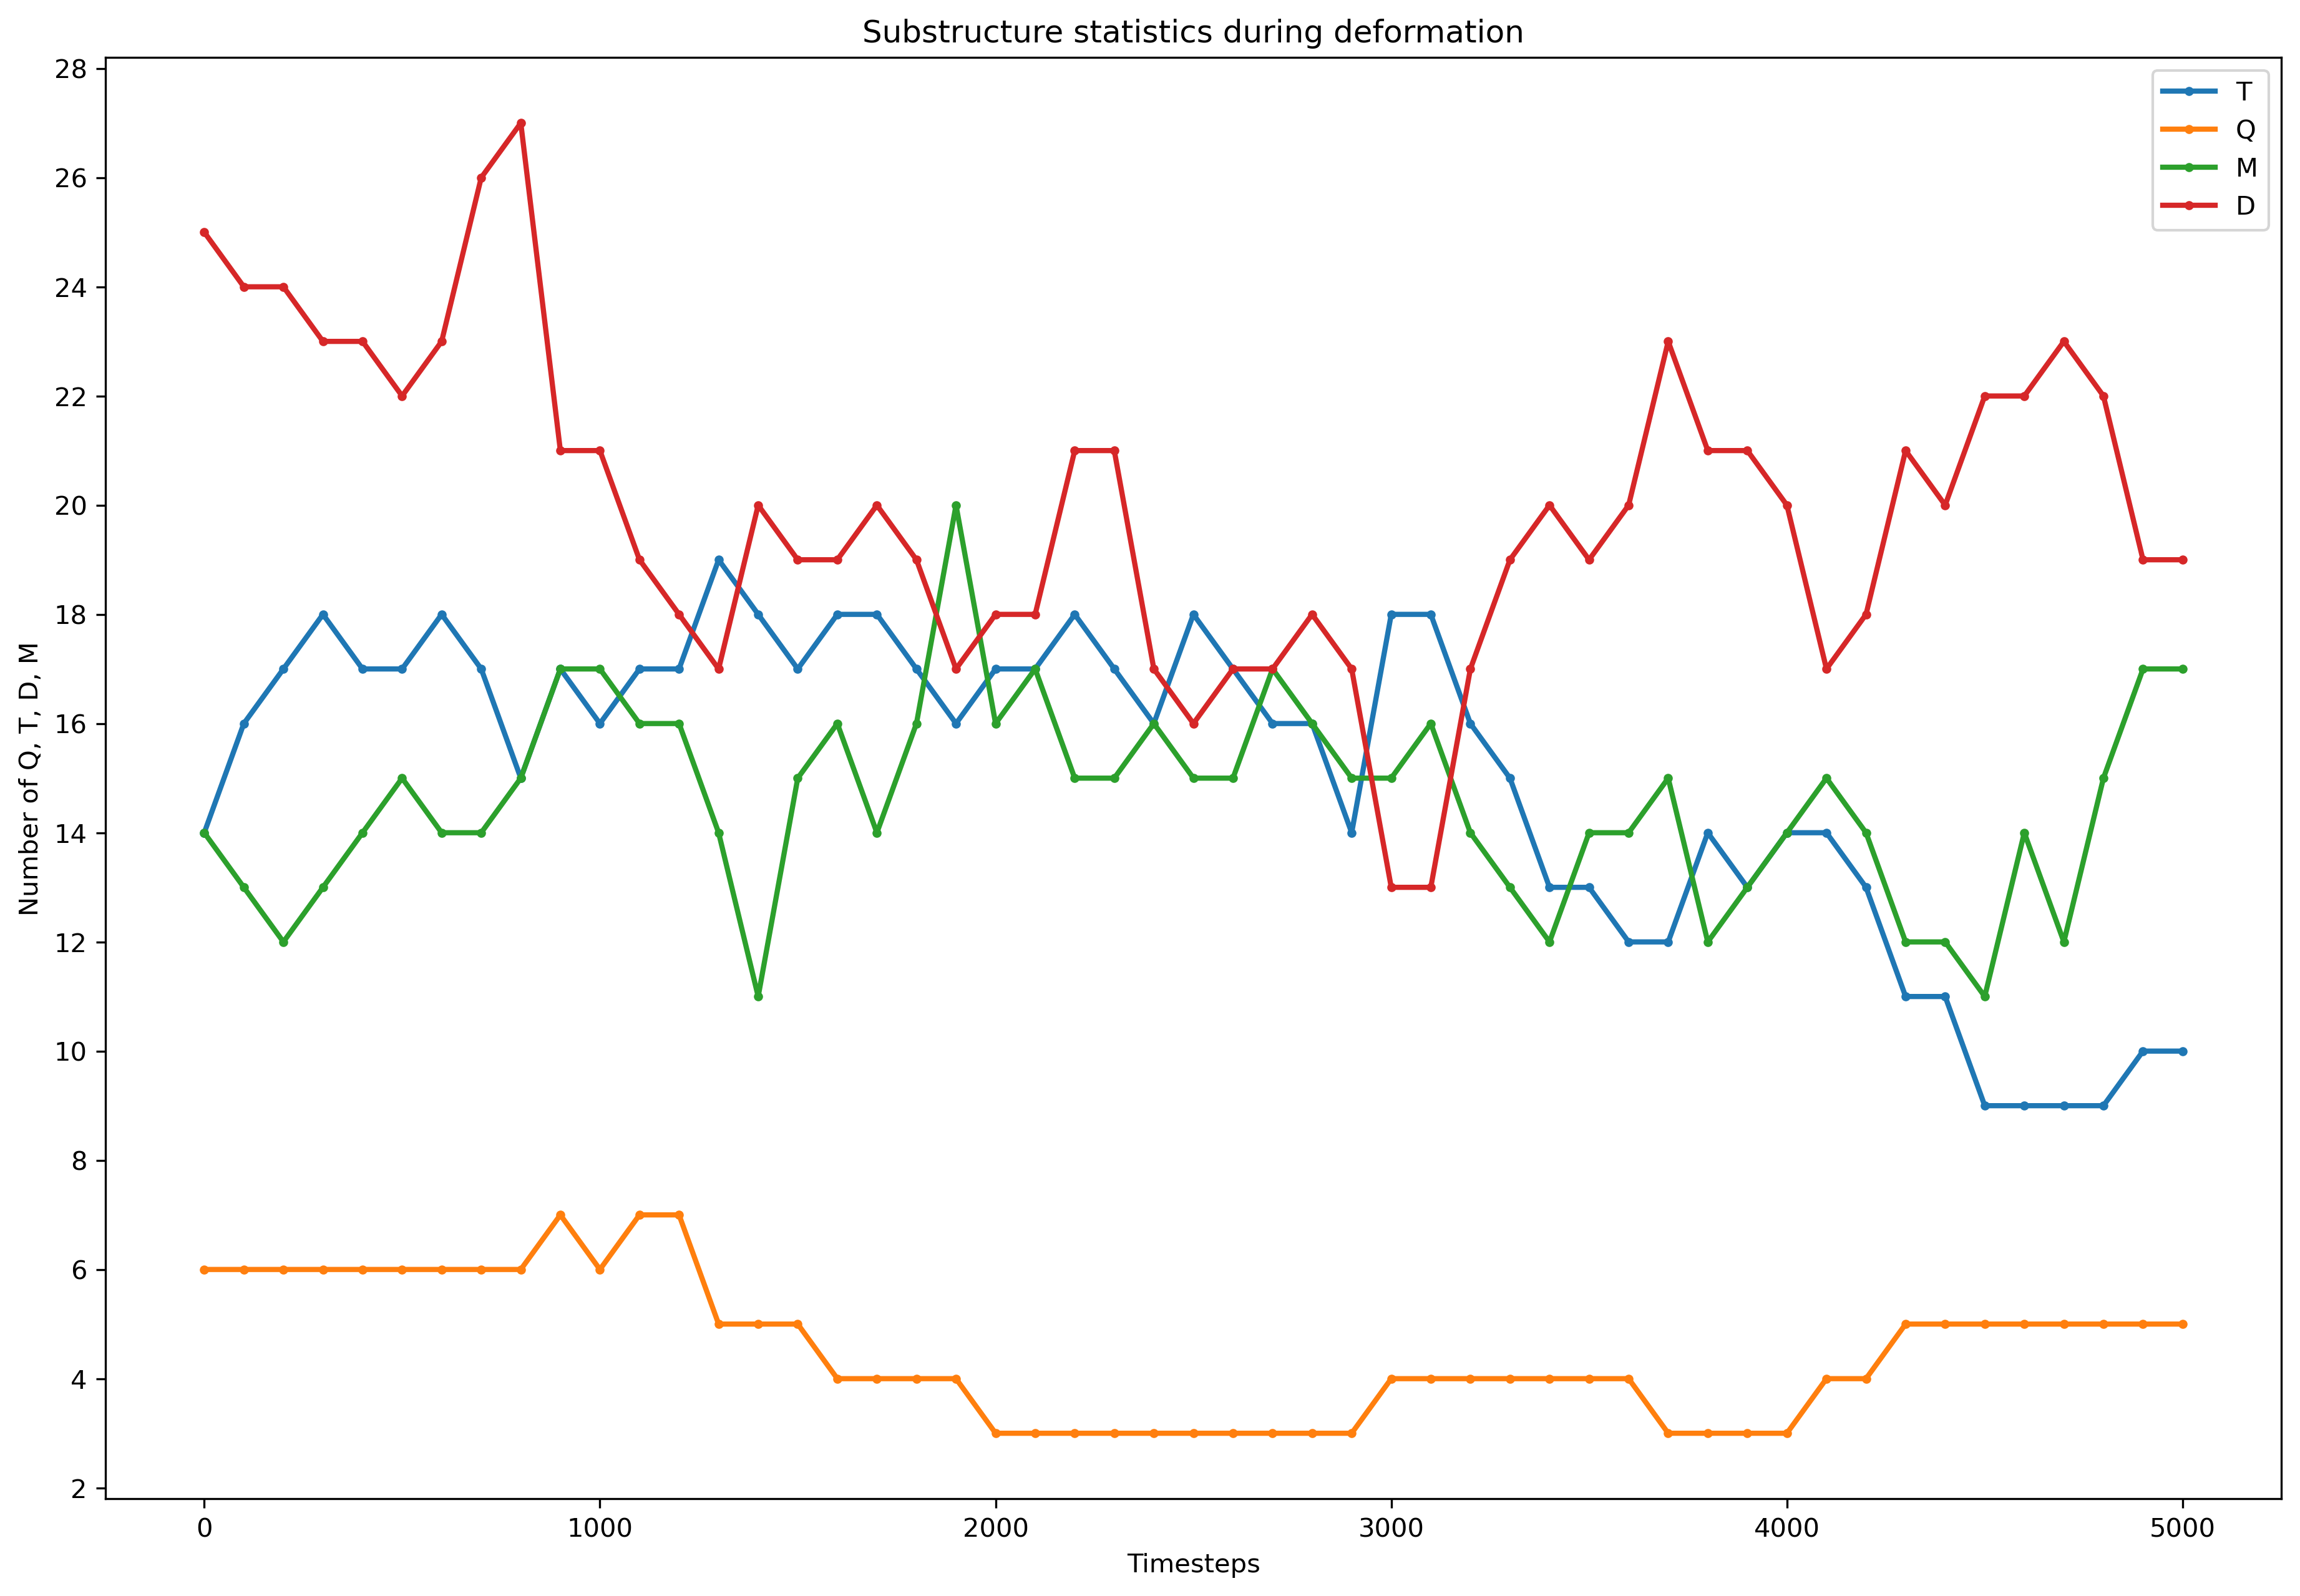 Substructure statistics during deformation
28
26
24
22
20
18
16
14
12
10
8
6
4
2
Number of Q, T, D, M
T
Q
M
D
0 1000 2000 3000 4000 5000
Timesteps